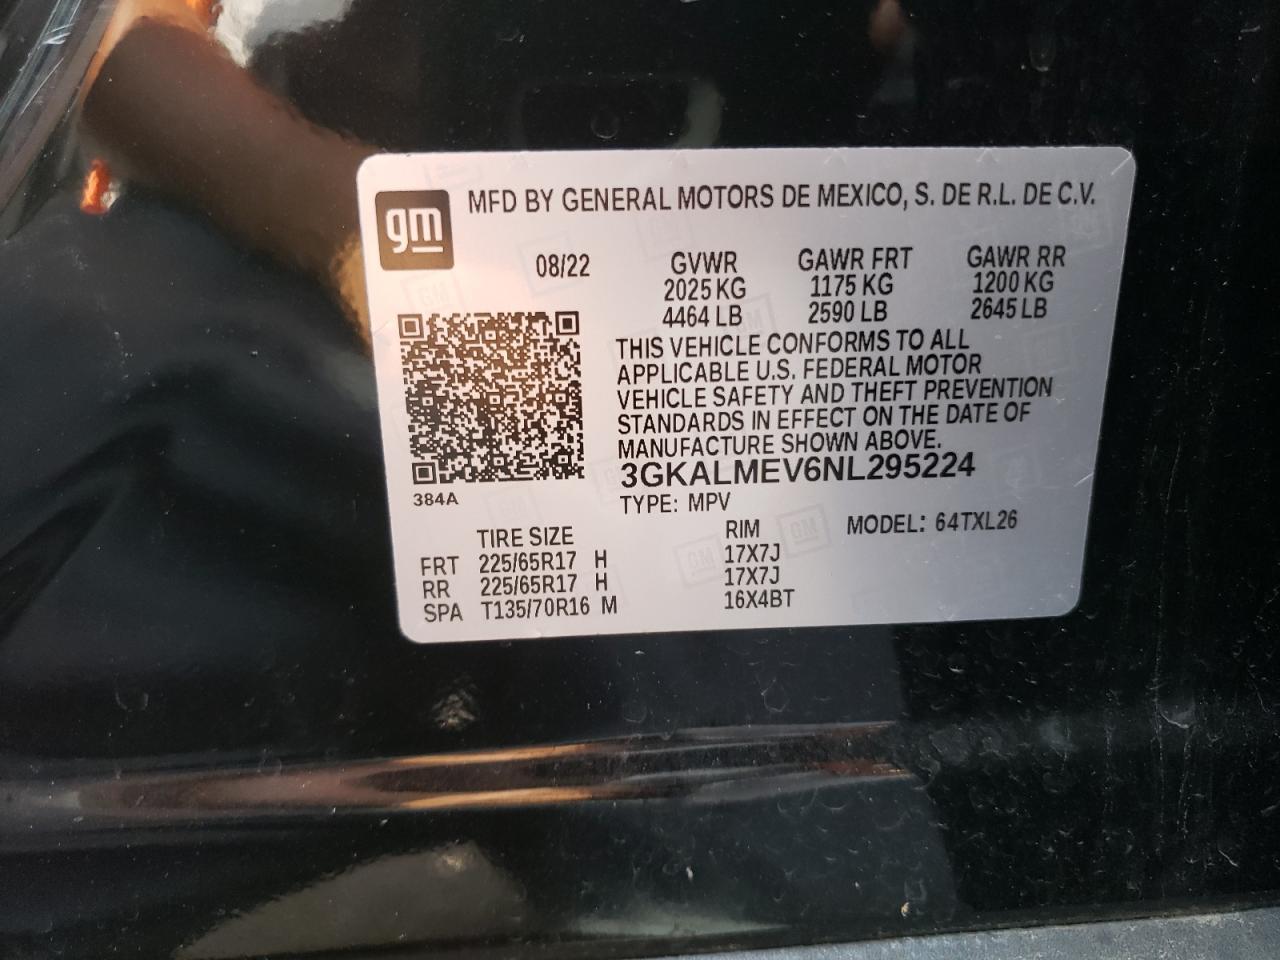 gm
MFD BY GENERAL MOTORS DE MEXICO, S. DE R.L. DE C.V.
08/22
GVWR GAWR FRT GAWR RR
2025 KG 1175 KG 1200 KG
4464 LB 2590 LB 2645 LB
THIS VEHICLE CONFORMS TO ALL
APPLICABLE U.S. FEDERAL MOTOR
VEHICLE SAFETY AND THEFT PREVENTION
STANDARDS IN EFFECT ON THE DATE OF
MANUFACTURE SHOWN ABOVE.
3GKALMEV6NL295224
384A
TYPE: MPV
TIRE SIZE RIM MODEL: 64TXL26
FRT 225/65R17 H 17X7J
RR 225/65R17 H 17X7J
SPA T135/70R16 M 16X4BT